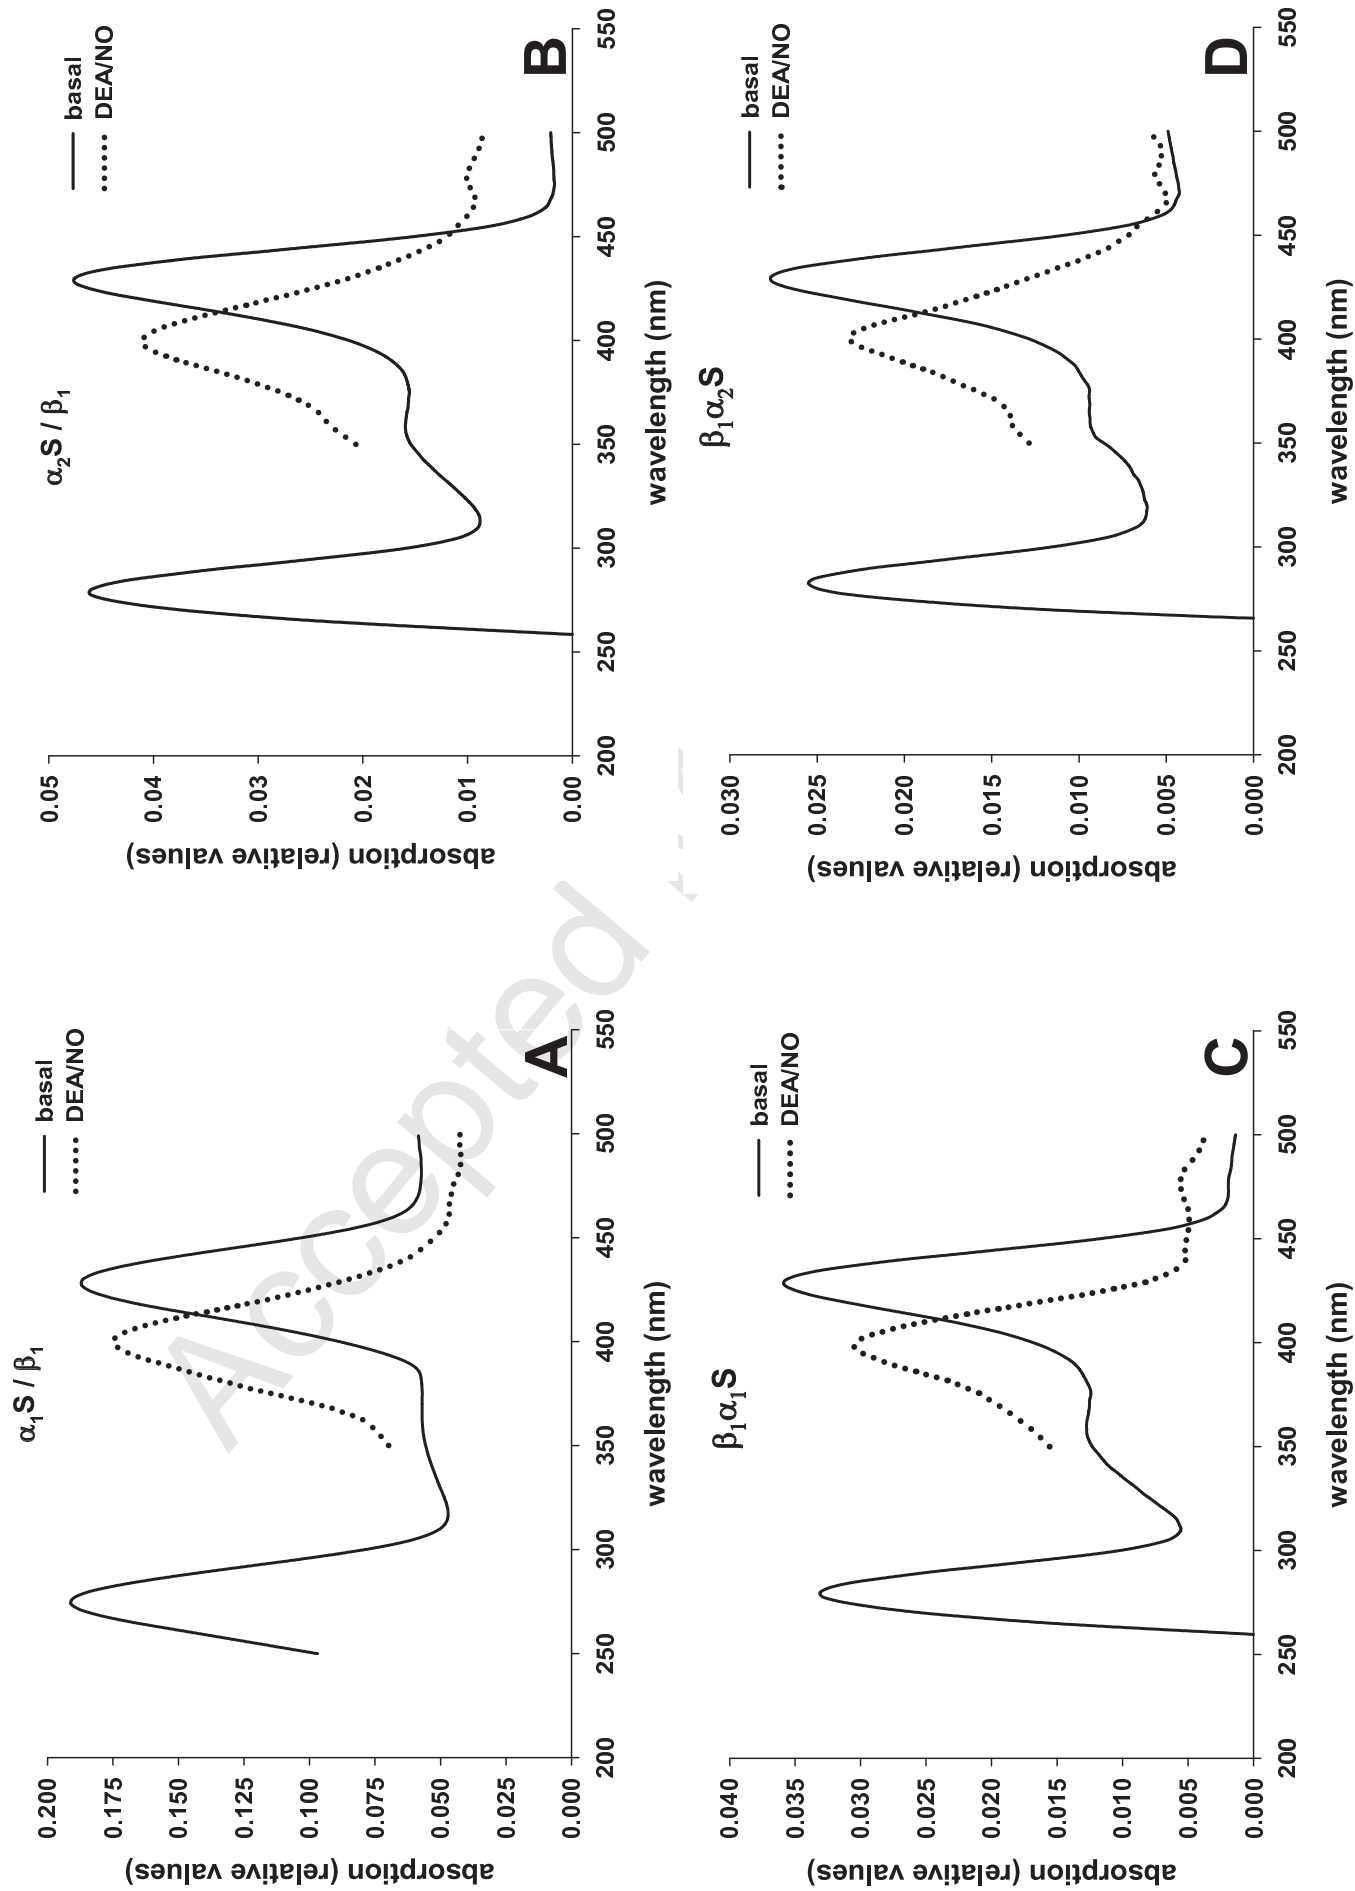 α1S / β1
basal
DEA/NO
0.200
0.175
0.150
0.125
0.100
0.075
0.050
0.025
0.000
absorption (relative values)
200
250
300
350
400
450
500
550
wavelength (nm)
A
α2S / β1
basal
DEA/NO
0.05
0.04
0.03
0.02
0.01
0.00
absorption (relative values)
200
250
300
350
400
450
500
550
wavelength (nm)
B
β1α1S
basal
DEA/NO
0.040
0.035
0.030
0.025
0.020
0.015
0.010
0.005
0.000
absorption (relative values)
200
250
300
350
400
450
500
550
wavelength (nm)
C
β1α2S
basal
DEA/NO
0.030
0.025
0.020
0.015
0.010
0.005
0.000
absorption (relative values)
200
250
300
350
400
450
500
550
wavelength (nm)
D
Accepted